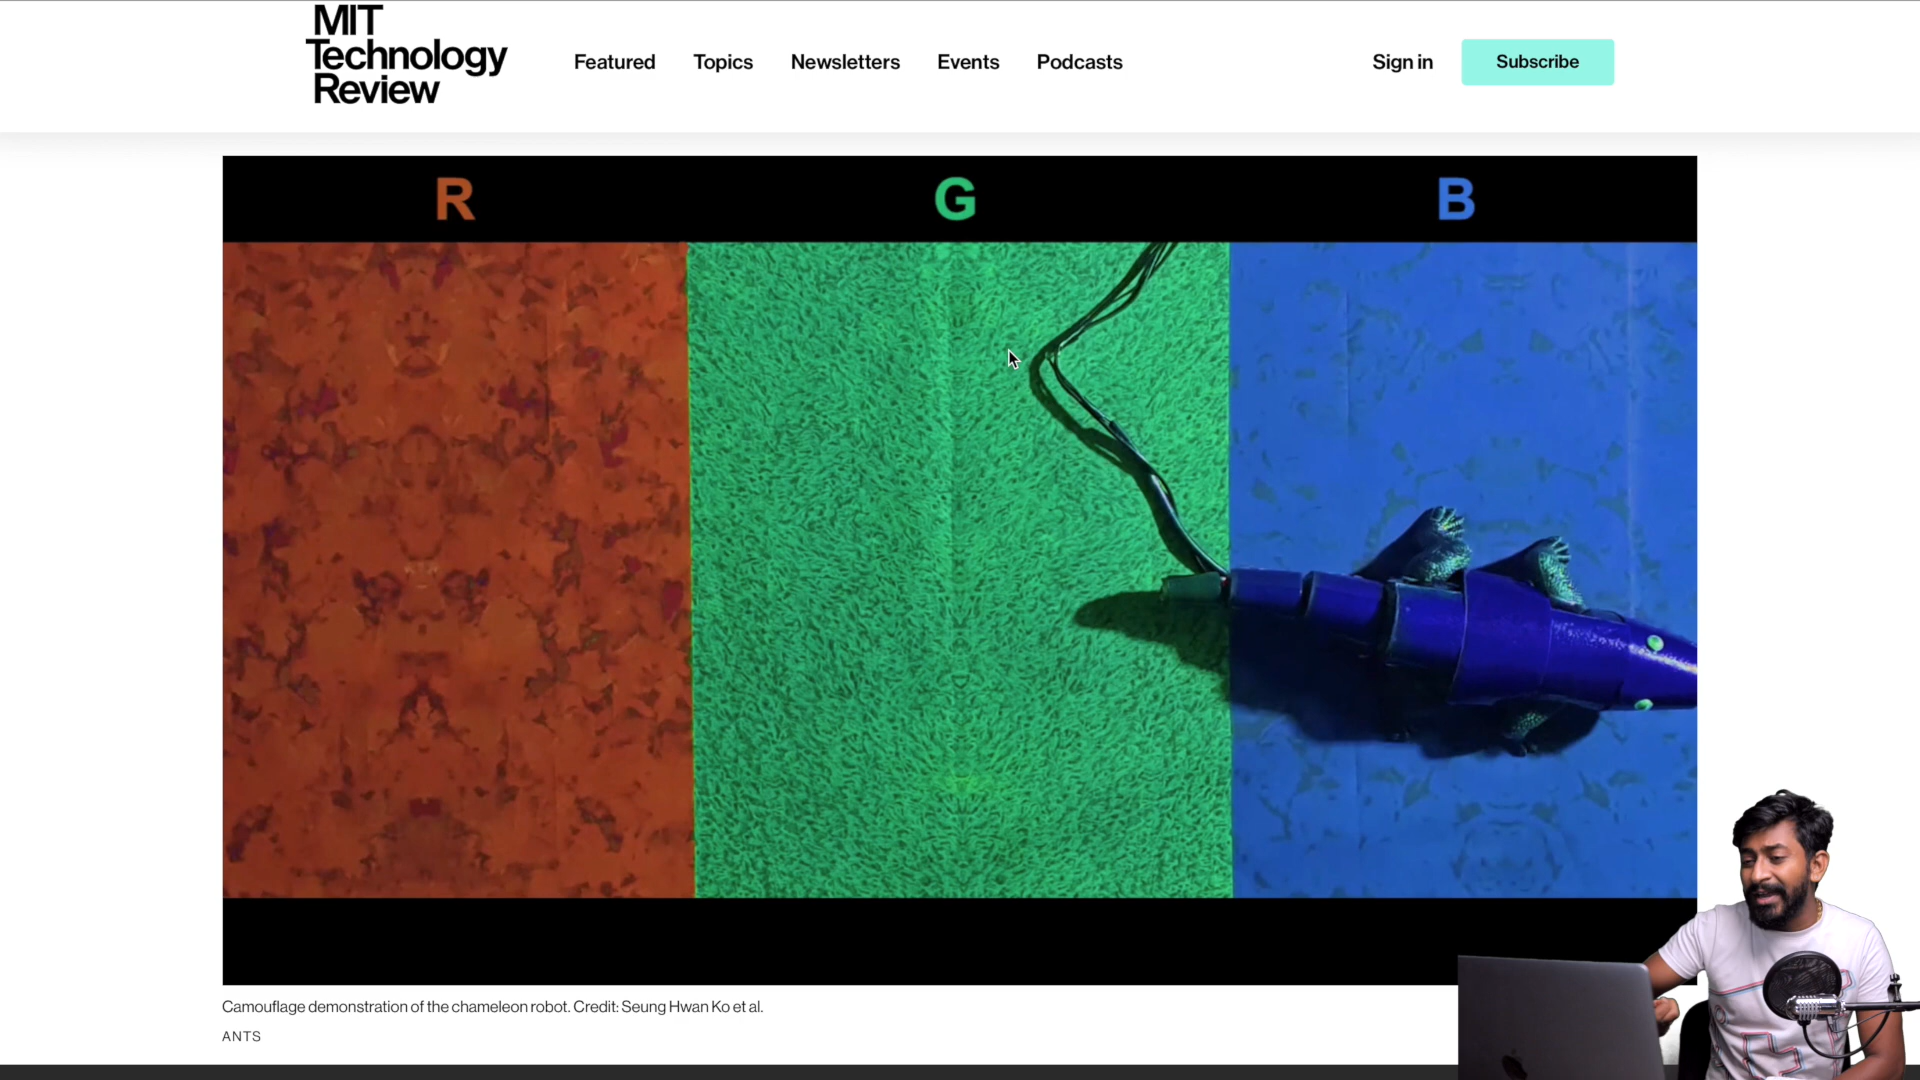 MIT
Technology
Review
Featured
Topics
Newsletters
Events
Podcasts
Sign in
Subscribe
R
G
B
Camouflage demonstration of the chameleon robot. Credit: Seung Hwan Ko et al.
ANTS